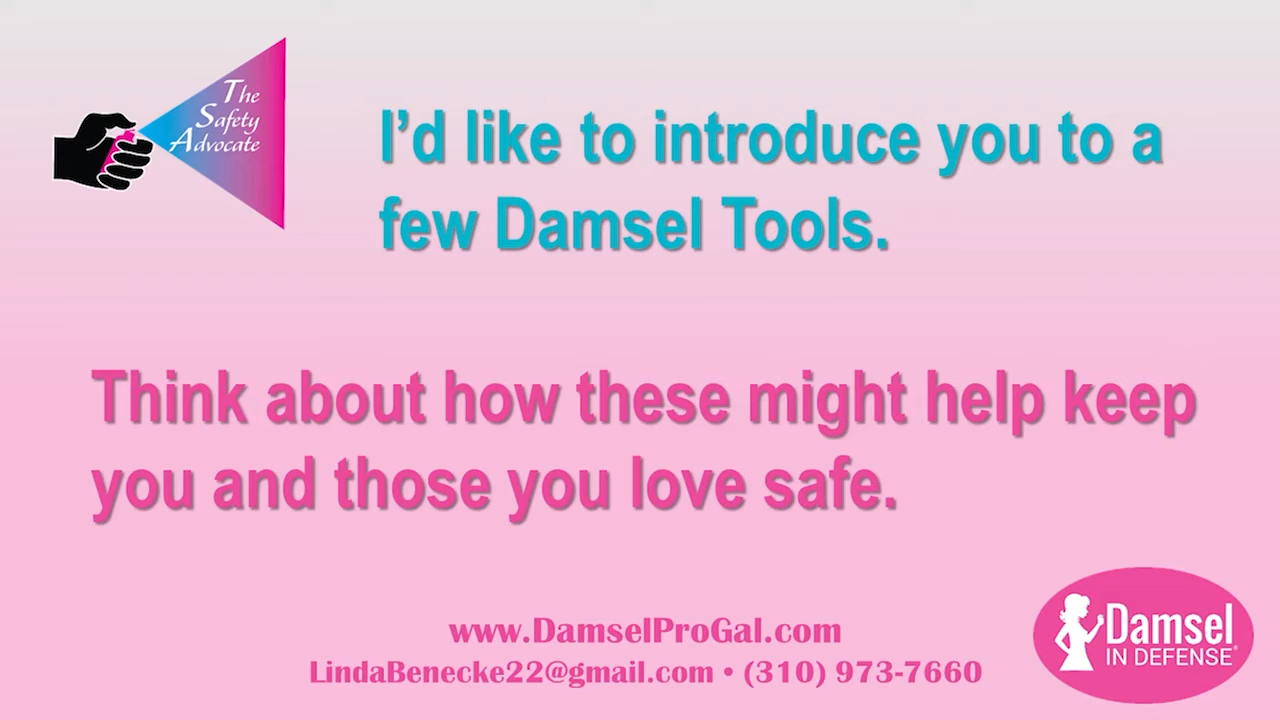 The
Safety
Advocate
I'd like to introduce you to a
few Damsel Tools.
Think about how these might help keep
you and those you love safe.
www.DamselProGal.com
LindaBenecke22@gmail.com • (310) 973-7660
Damsel
IN DEFENSE®